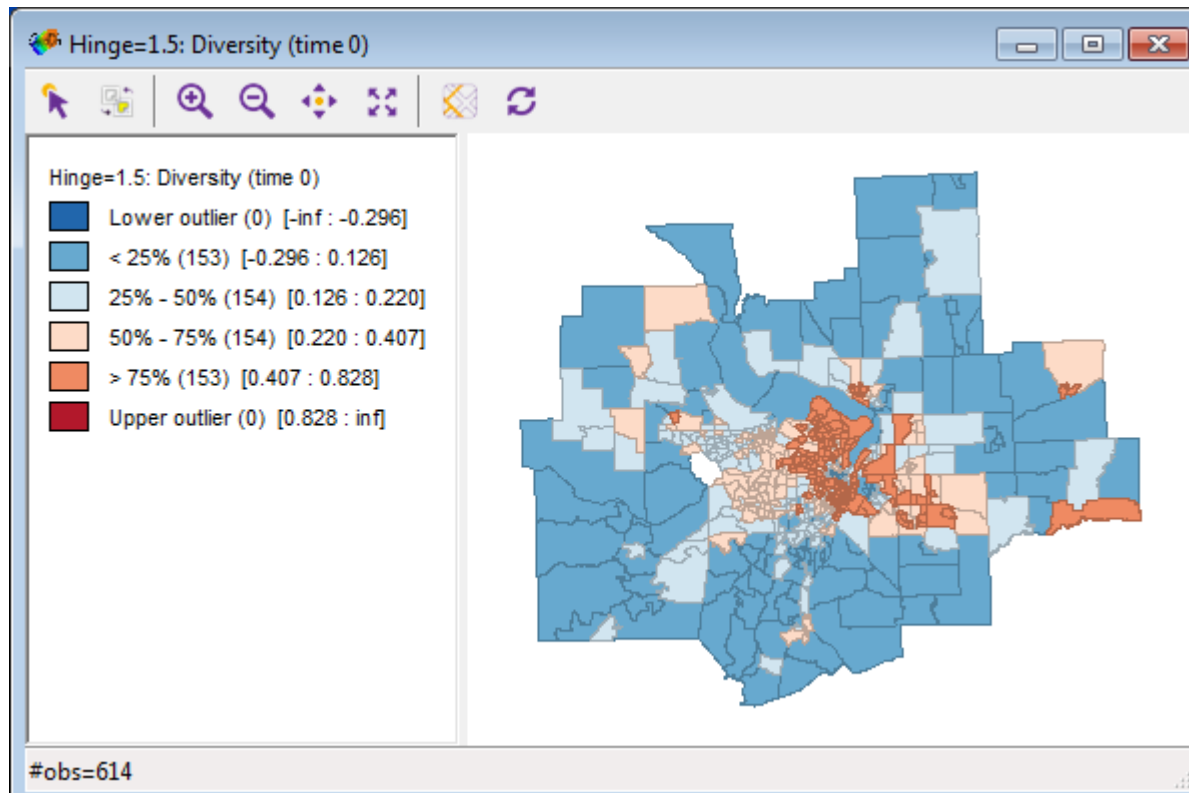 Hinge=1.5: Diversity (time 0)
Hinge=1.5: Diversity (time 0)
Lower outlier (0) [-inf : -0.296]
< 25% (153) [-0.296 : 0.126]
25% - 50% (154) [0.126 : 0.220]
50% - 75% (154) [0.220 : 0.407]
> 75% (153) [0.407 : 0.828]
Upper outlier (0) [0.828 : inf]
#obs=614